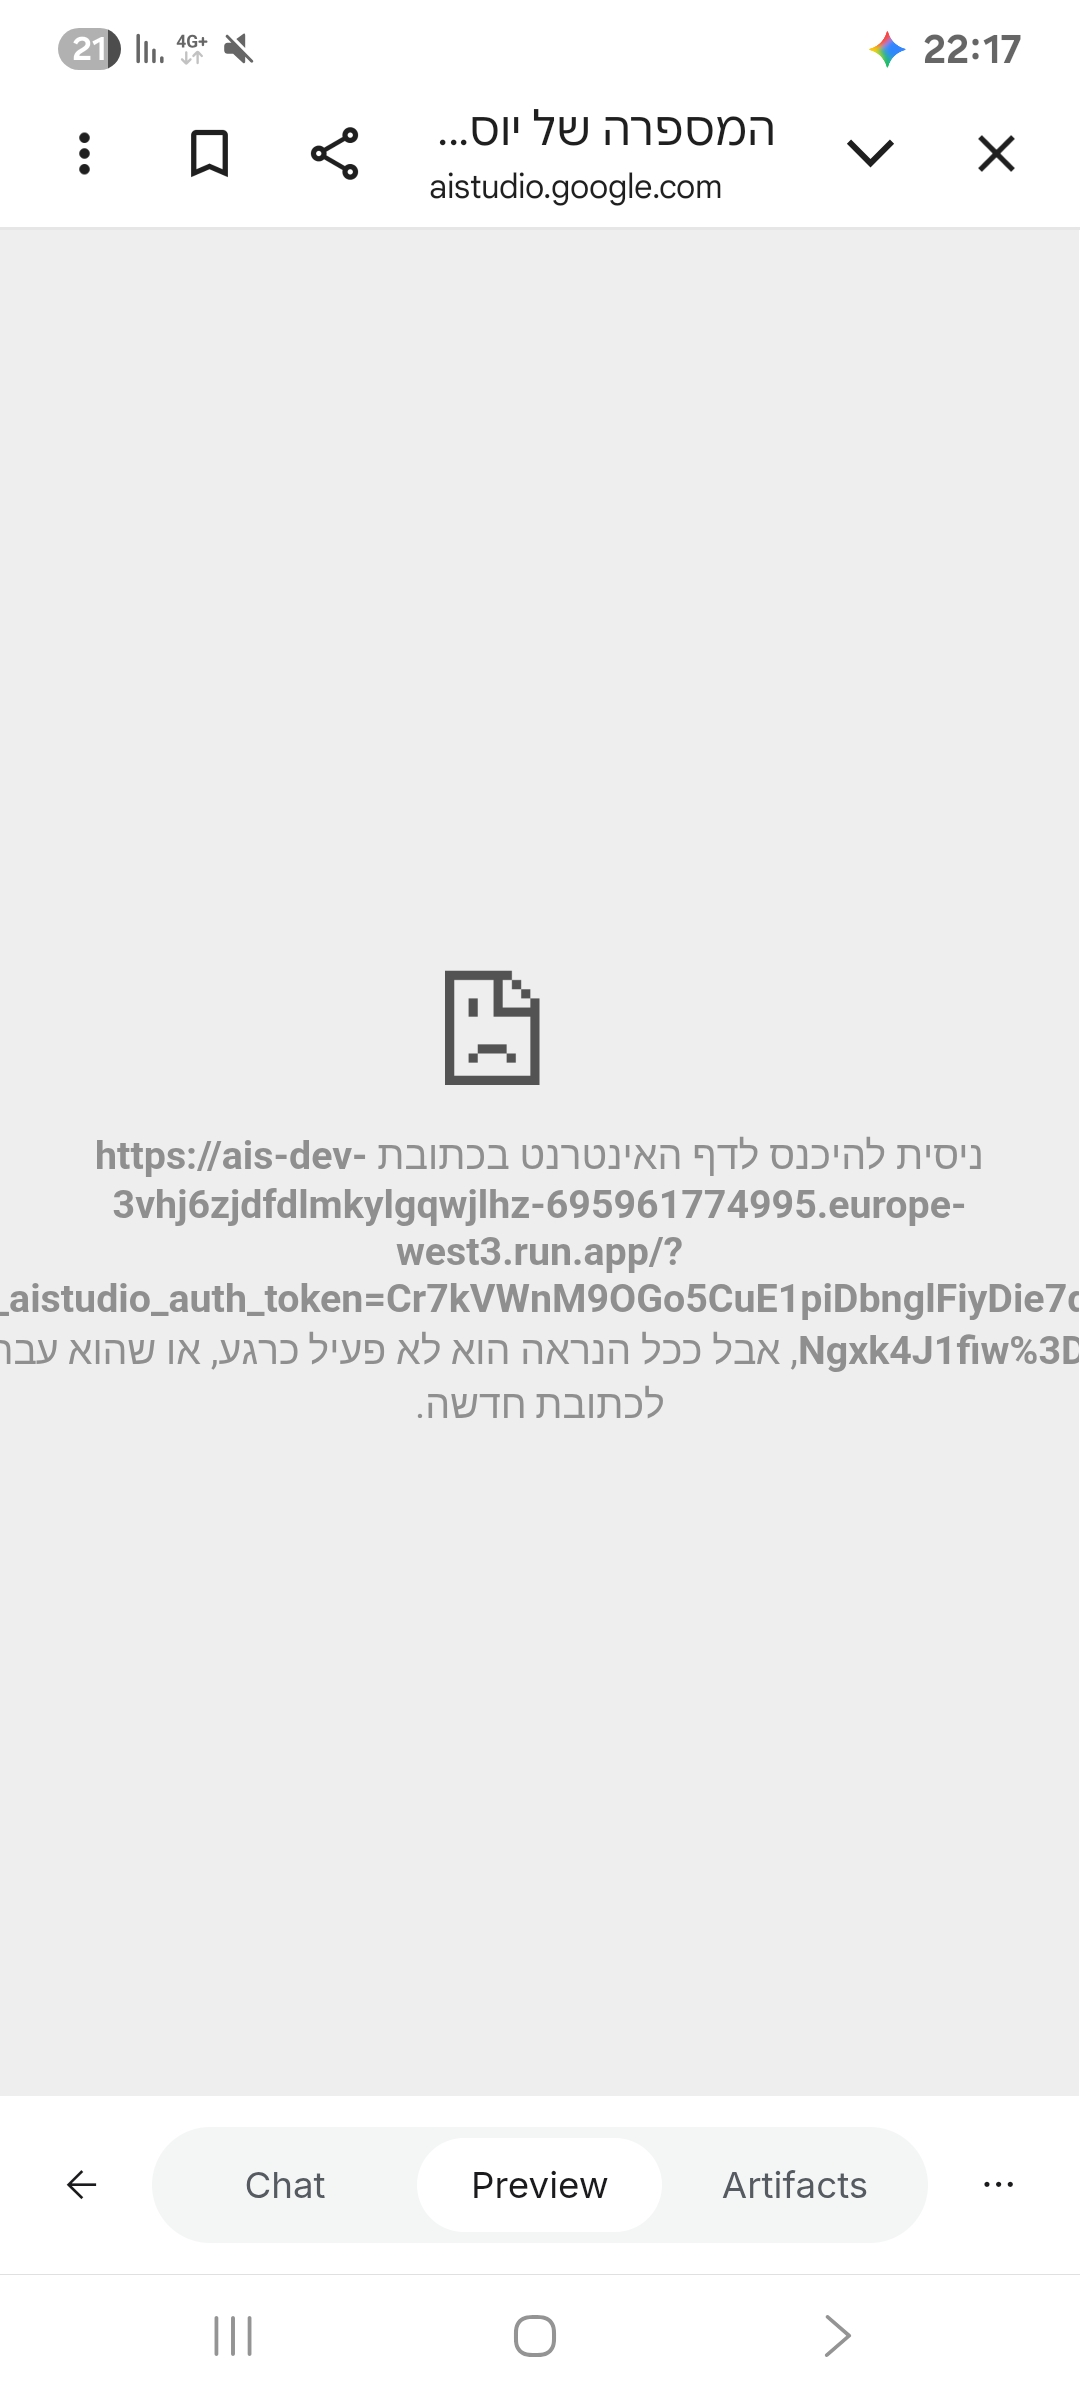 21 4G+ 22:17
המספרה של יוס...
aistudio.google.com
ניסית להיכנס לדף האינטרנט בכתובת https://ais-dev-
3vhj6zjdfdlmkylgqwjlhz-695961774995.europe-
west3.run.app/?
_aistudio_auth_token=Cr7kVWnM9OGo5CuE1piDbnglFiyDie7
Ngxk4J1fiw%3D, אבל ככל הנראה הוא לא פעיל כרגע, או שהוא עבר
לכתובת חדשה.
Chat Preview Artifacts